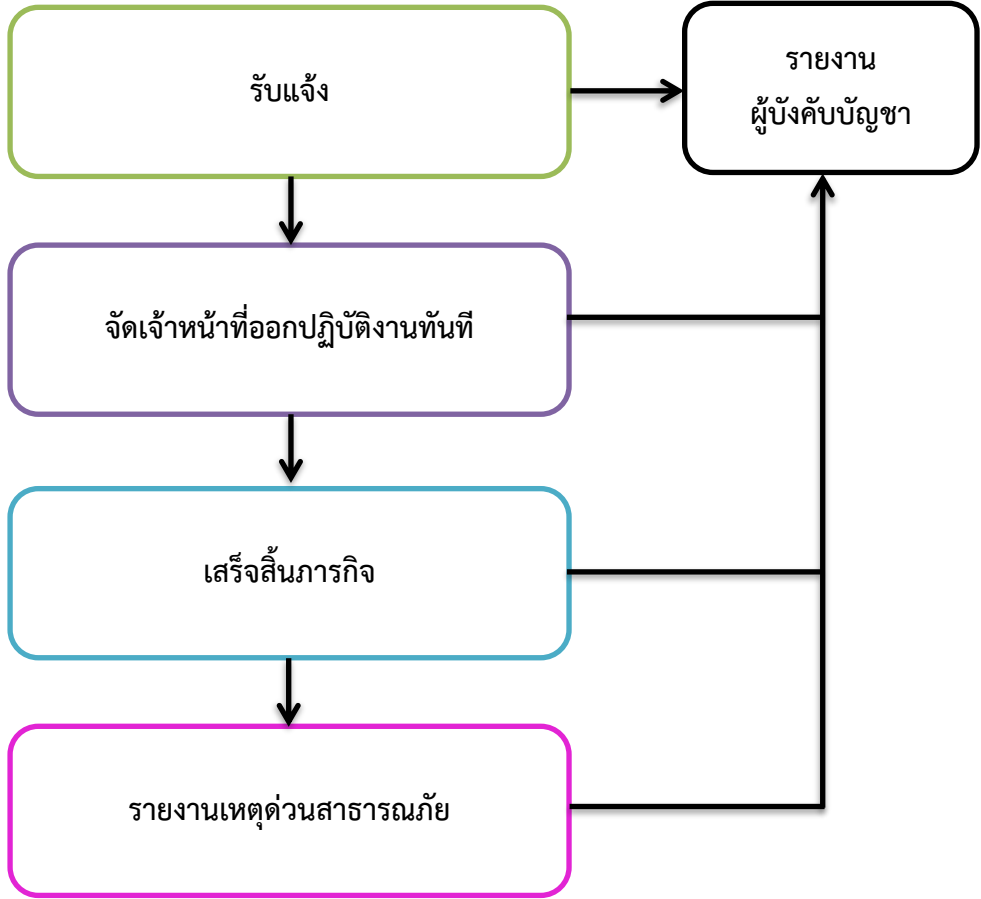 รับแจ้ง
รายงาน
ผู้บังคับบัญชา
จัดเจ้าหน้าที่ออกปฏิบัติงานทันที
เสร็จสิ้นภารกิจ
รายงานเหตุด่วนสาธารณภัย